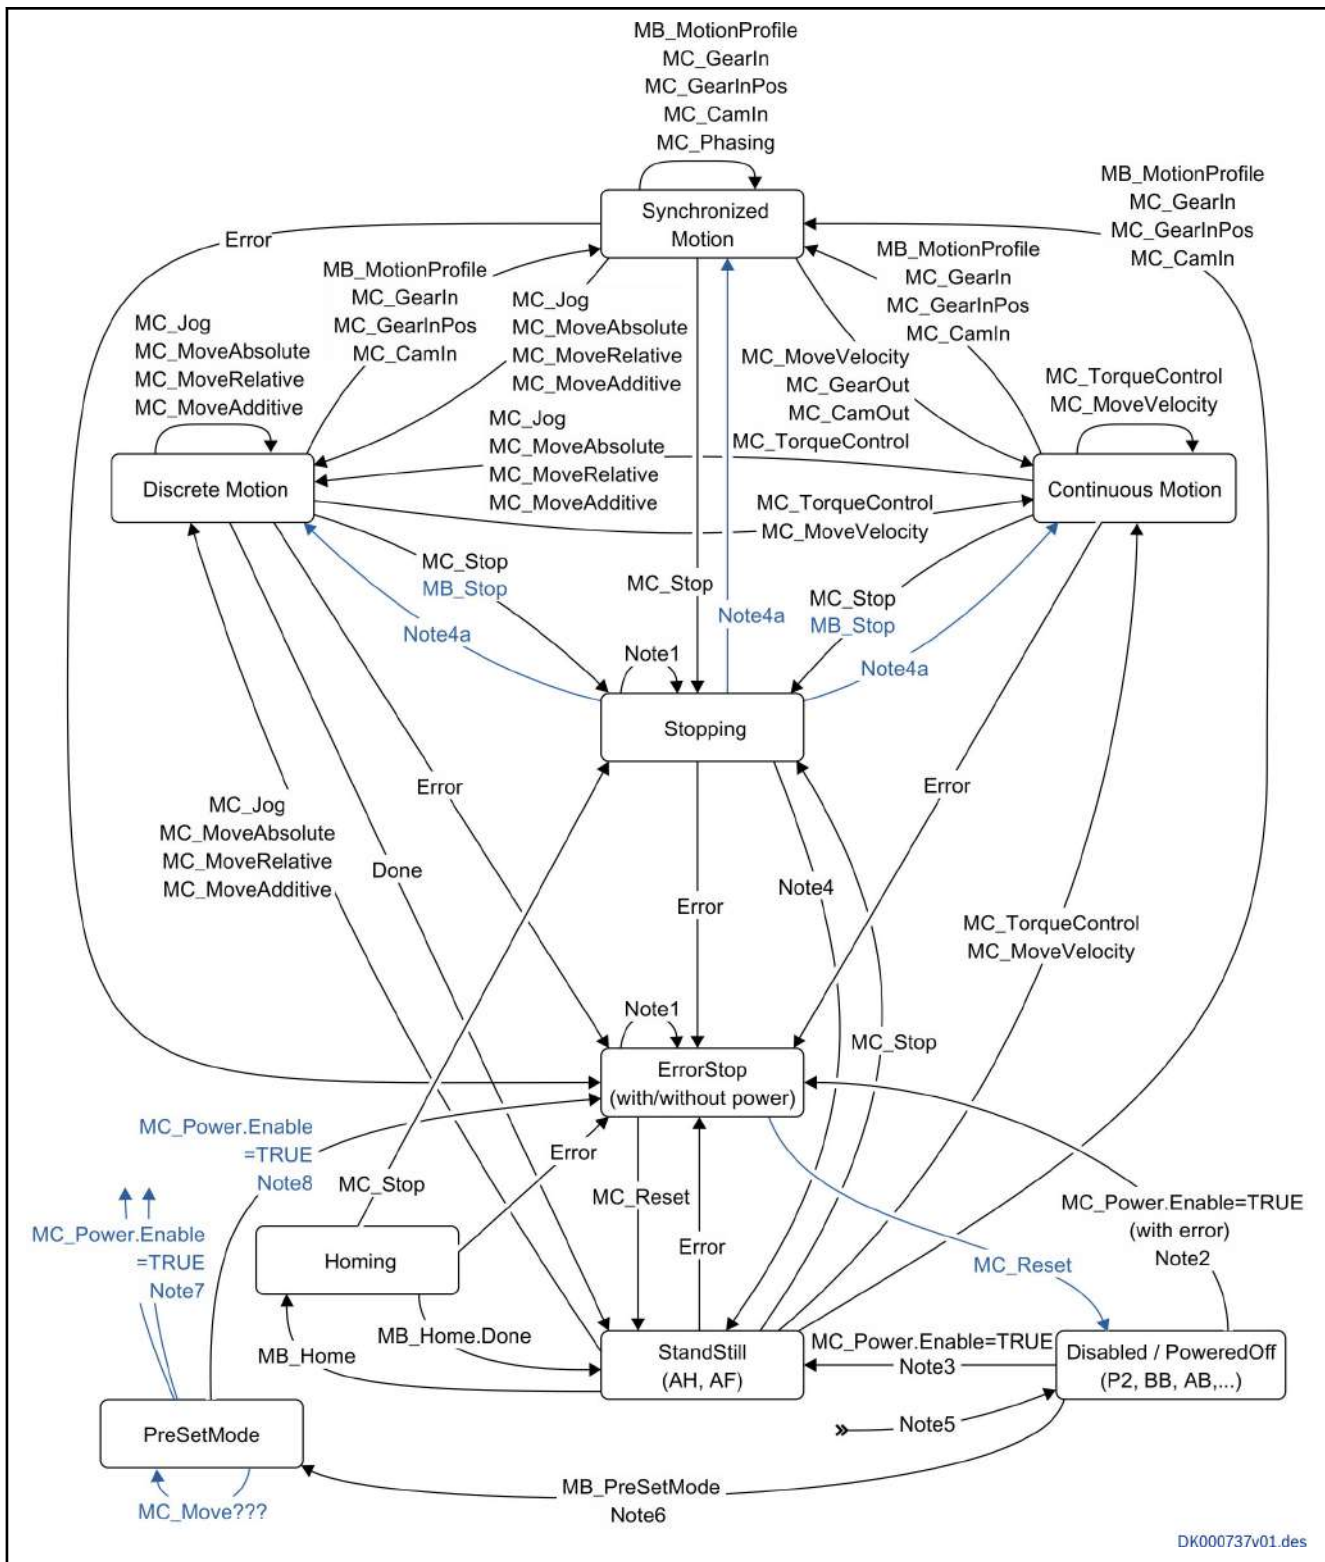 MB_MotionProfile
MC_GearIn
MC_GearInPos
MC_CamIn
MC_Phasing
MB_MotionProfile
MC_GearIn
MC_GearInPos
MC_CamIn
Synchronized
Motion
Error
MB_MotionProfile
MC_GearIn
MC_GearInPos
MC_CamIn
MC_Jog
MC_MoveAbsolute
MC_MoveRelative
MC_MoveAdditive
MB_MotionProfile
MC_GearIn
MC_GearInPos
MC_CamIn
MC_Jog
MC_MoveAbsolute
MC_MoveRelative
MC_MoveAdditive
MC_MoveVelocity
MC_GearOut
MC_CamOut
MC_TorqueControl
MC_TorqueControl
MC_MoveVelocity
MC_Jog
MC_MoveAbsolute
MC_MoveRelative
MC_MoveAdditive
Discrete Motion
Continuous Motion
MC_TorqueControl
MC_MoveVelocity
MC_Stop
MB_Stop
Note4a
MC_Stop
Note4a
MC_Stop
MB_Stop
Note4a
Note1
Stopping
Error
MC_Jog
MC_MoveAbsolute
MC_MoveRelative
MC_MoveAdditive
Done
Error
Note4
Error
MC_TorqueControl
MC_MoveVelocity
Note1
MC_Stop
ErrorStop
(with/without power)
MC_Power.Enable
=TRUE
Note8
Error
MC_Stop
MC_Reset
Error
MC_Power.Enable=TRUE
(with error)
Note2
MC_Power.Enable
=TRUE
Note7
Homing
MC_Reset
MB_Home.Done
MB_Home
StandStill
(AH, AF)
MC_Power.Enable=TRUE
Note3
Disabled / PoweredOff
(P2, BB, AB,...)
Note5
PreSetMode
MB_PreSetMode
Note6
MC_Move???
DK000737v01.des